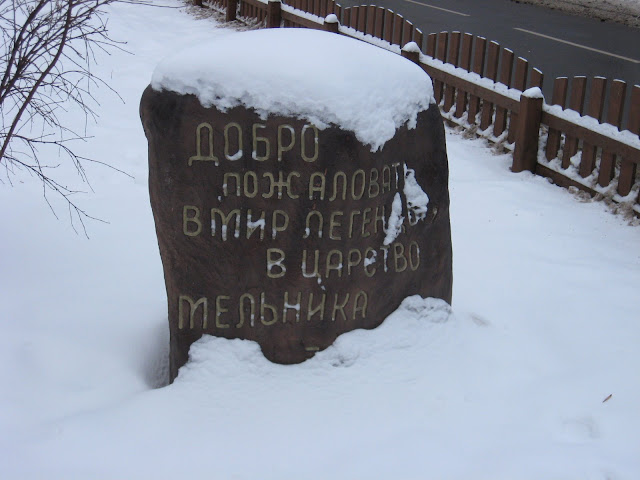 ДОБРО
ПОЖАЛОВАТЬ
В МИР ЛЕГЕНД,
В ЦАРСТВО
МЕЛЬНИКА